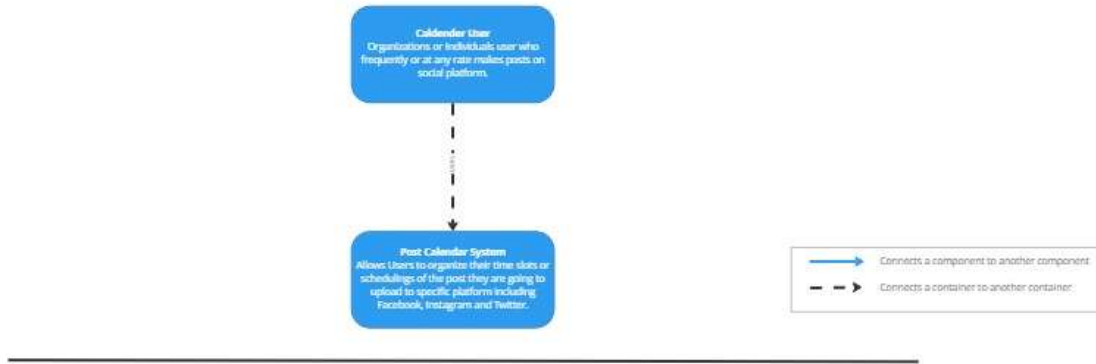 Caldender User
Organizations or Individuals user who
frequently or at any rate makes posts on
social platform.
Post Calendar System
Allows Users to organize their time slots or
schedulings of the post they are going to
upload to specific platform including
Facebook, Instagram and Twitter.
Connects a component to another component
Connects a container to another container